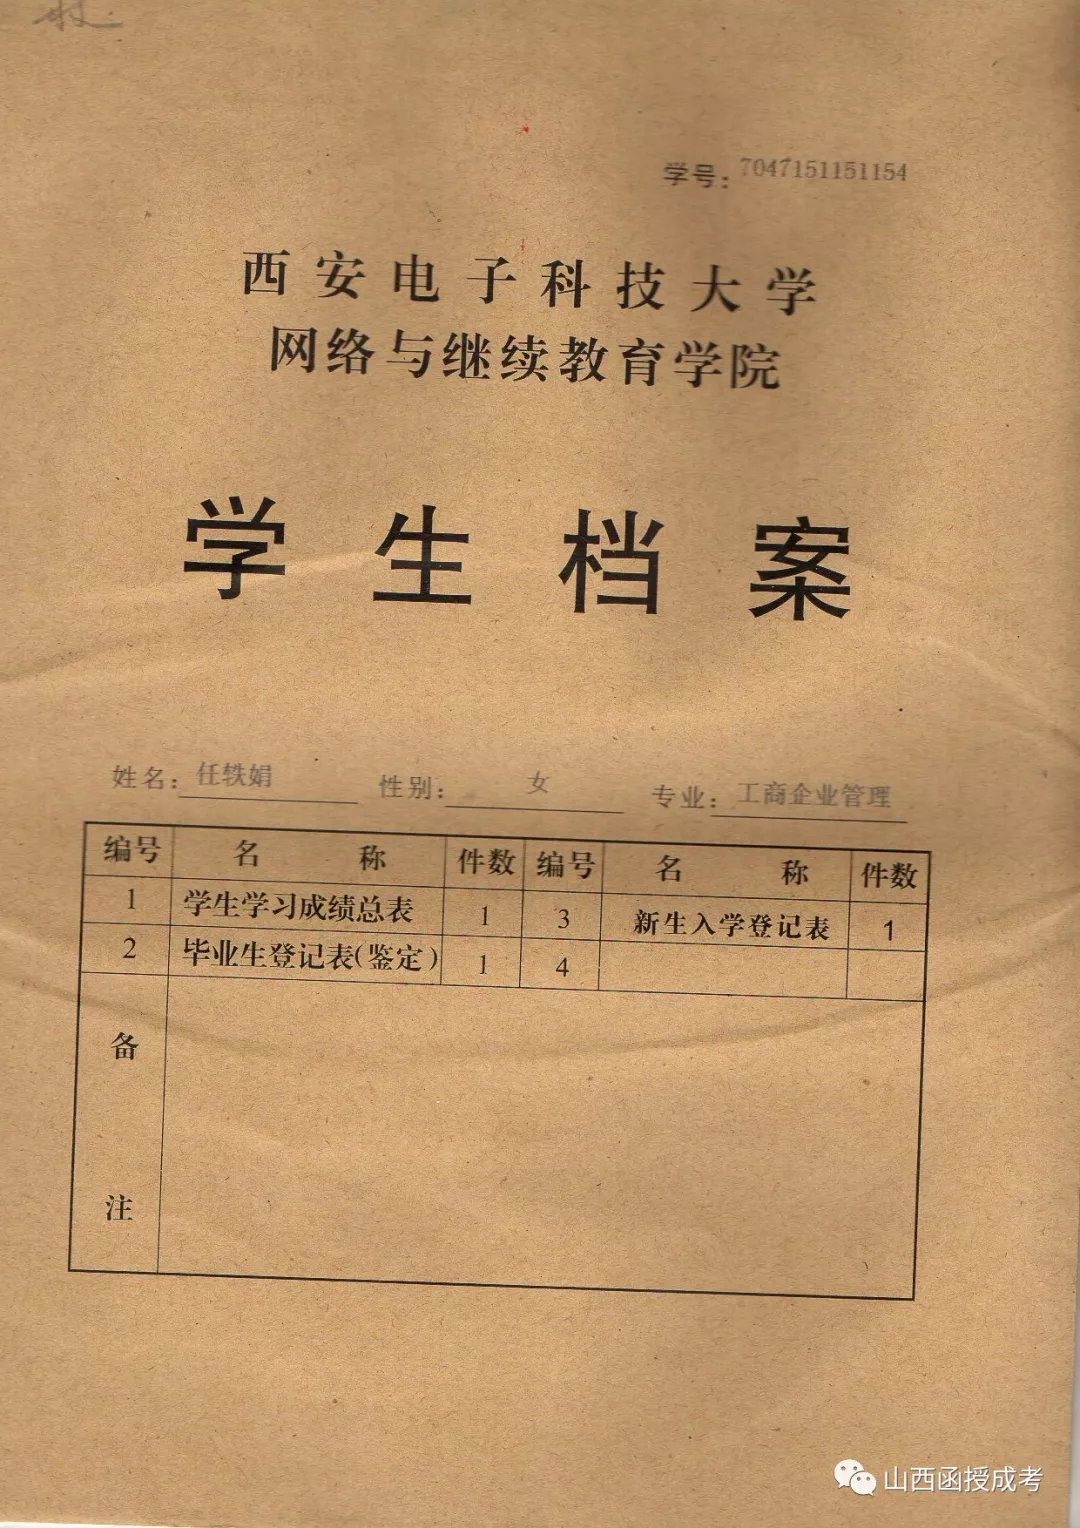 学号：7047151151154
西安电子科技大学
网络与继续教育学院
学生档案
姓名：任轶娟 性别：女 专业：工商企业管理
编号 名称 件数 编号 名称 件数
1 学生学习成绩总表 1 3 新生入学登记表 1
2 毕业生登记表(鉴定) 1 4
备
注
山西函授成考